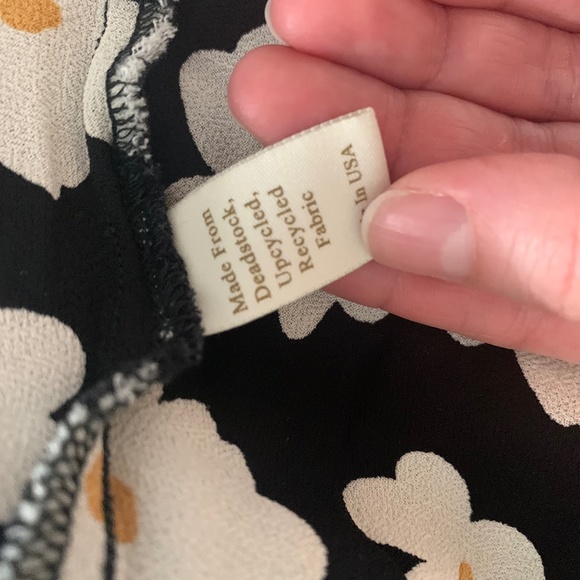 Made From
Deadstock,
Upcycled,
Recycled
Fabric
In USA